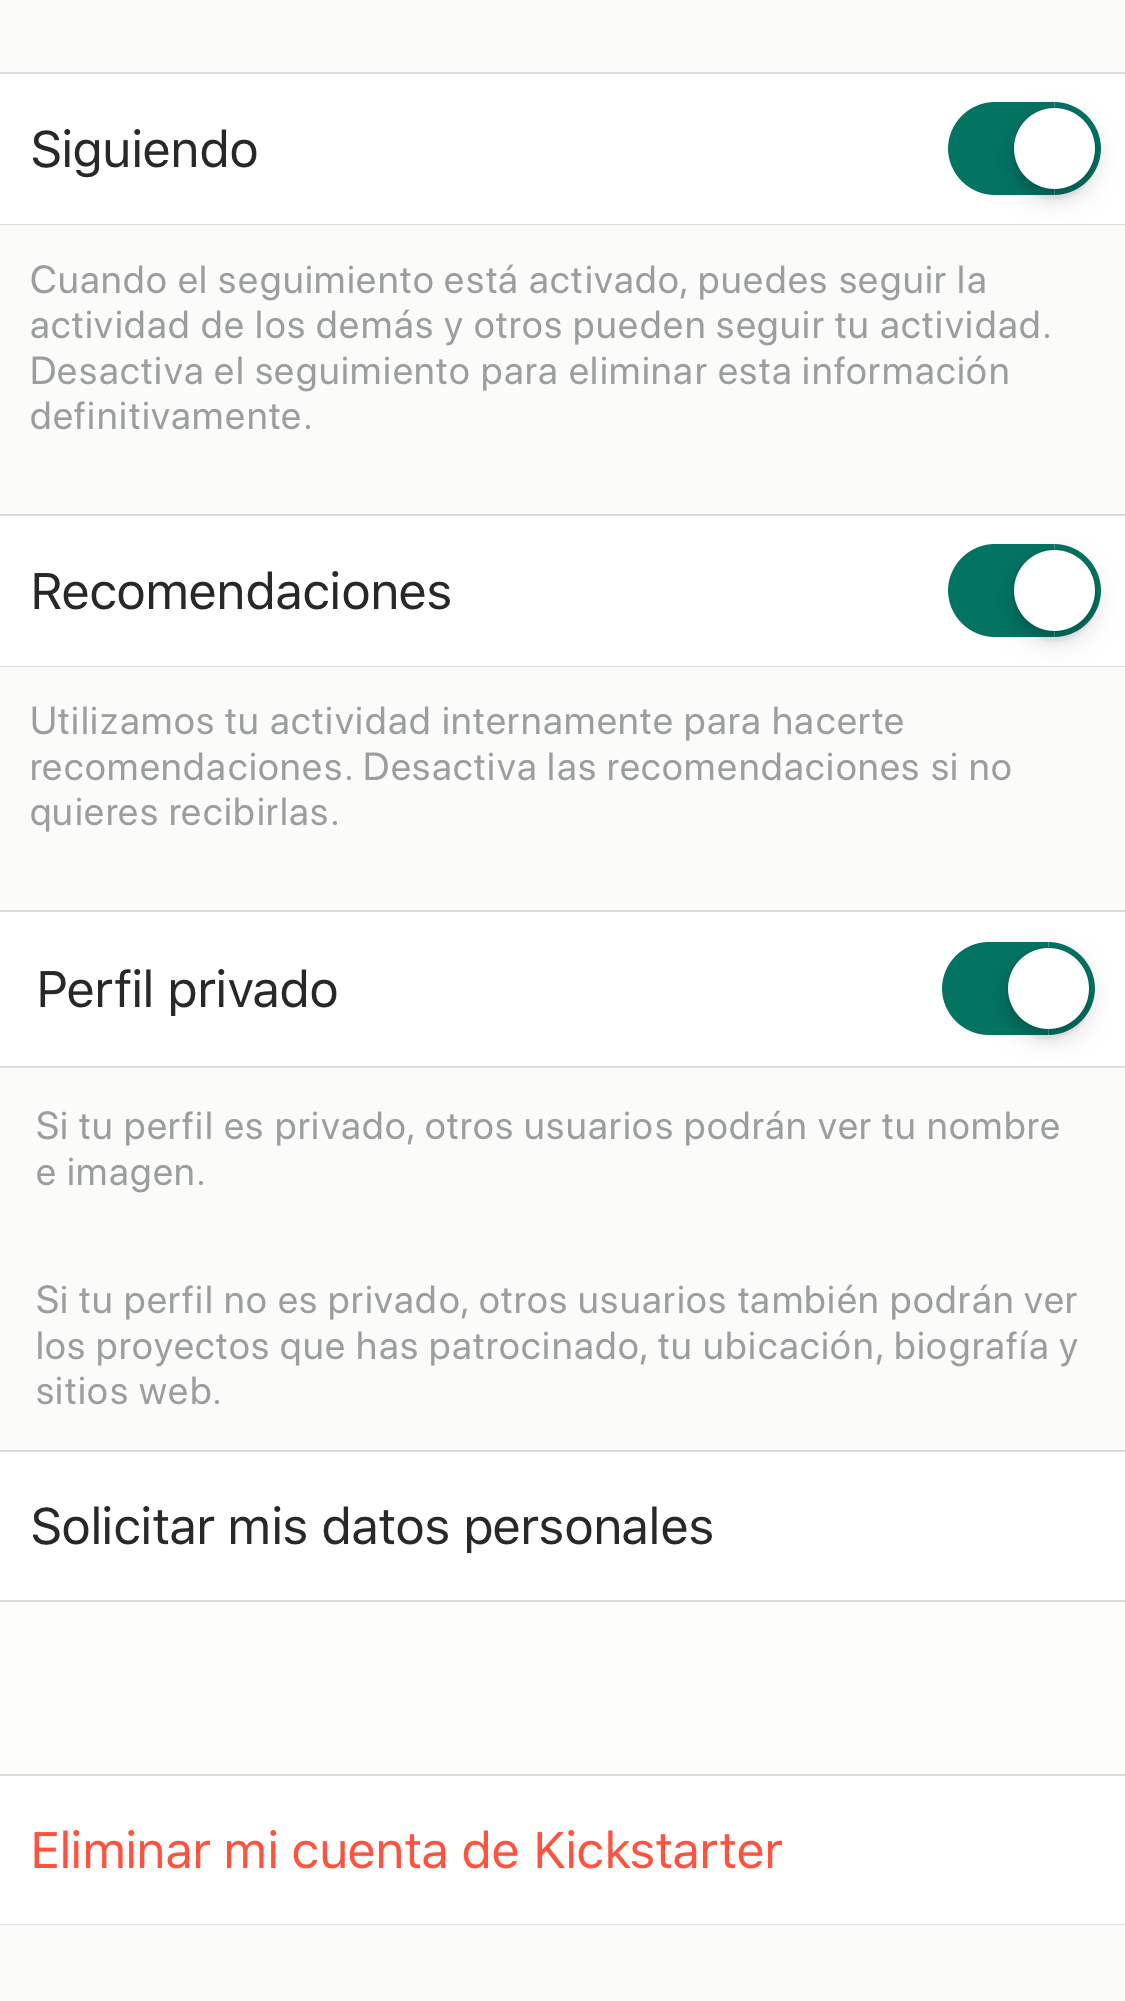 Siguiendo
Cuando el seguimiento está activado, puedes seguir la
actividad de los demás y otros pueden seguir tu actividad.
Desactiva el seguimiento para eliminar esta información
definitivamente.
Recomendaciones
Utilizamos tu actividad internamente para hacerte
recomendaciones. Desactiva las recomendaciones si no
quieres recibirlas.
Perfil privado
Si tu perfil es privado, otros usuarios podrán ver tu nombre
e imagen.
Si tu perfil no es privado, otros usuarios también podrán ver
los proyectos que has patrocinado, tu ubicación, biografía y
sitios web.
Solicitar mis datos personales
Eliminar mi cuenta de Kickstarter